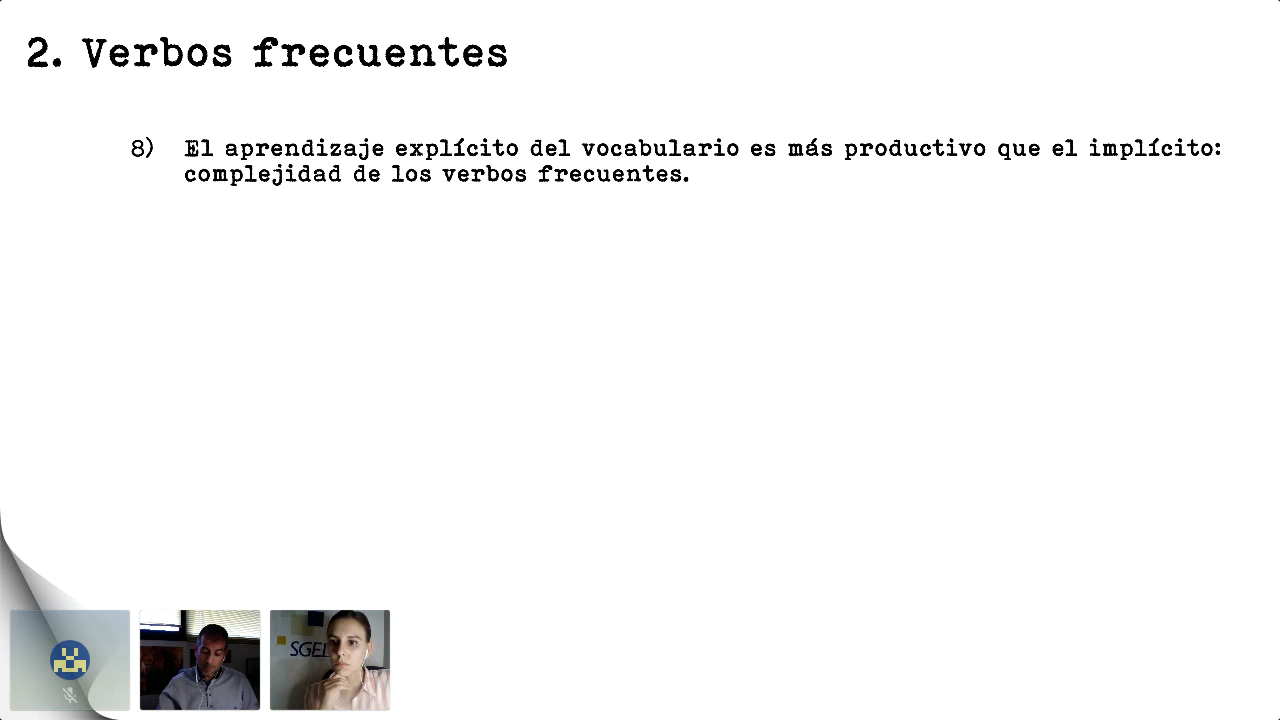 2. Verbos frecuentes
8) El aprendizaje explícito del vocabulario es más productivo que el implícito:
complejidad de los verbos frecuentes.
SGEL